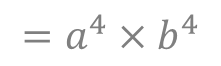 = a⁴ × b⁴